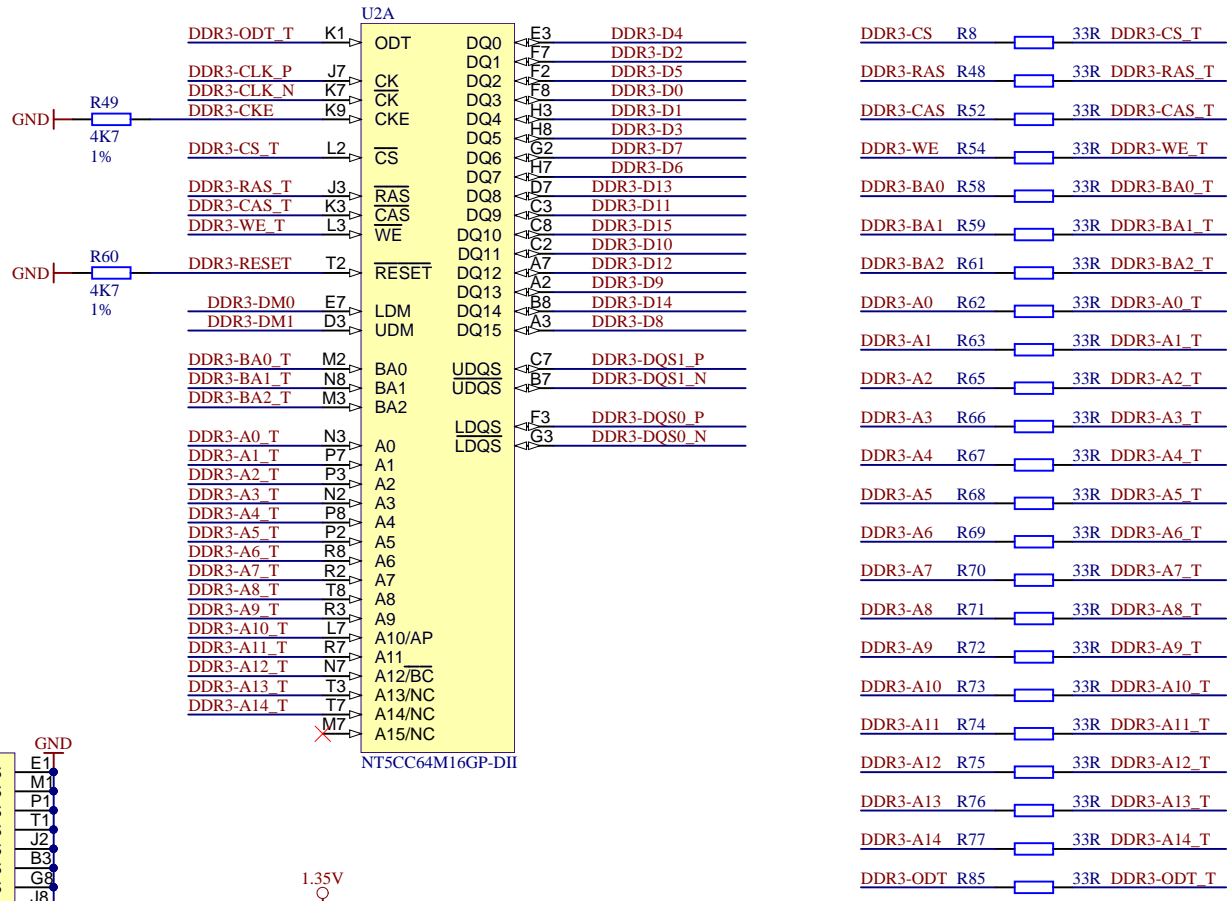 U2A
DDR3-ODT_T K1 ODT DQ0 E3 DDR3-D4
DQ1 F7 DDR3-D2
DDR3-CLK_P J7 CK DQ2 F2 DDR3-D5
DDR3-CLK_N K7 CK DQ3 F8 DDR3-D0
GND R49 4K7 1% DDR3-CKE K9 CKE DQ4 H3 DDR3-D1
DQ5 H8 DDR3-D3
DDR3-CS_T L2 CS DQ6 G2 DDR3-D7
DQ7 H7 DDR3-D6
DDR3-RAS_T J3 RAS DQ8 D7 DDR3-D13
DDR3-CAS_T K3 CAS DQ9 C3 DDR3-D11
DDR3-WE_T L3 WE DQ10 C8 DDR3-D15
DQ11 C2 DDR3-D10
GND R60 4K7 1% DDR3-RESET T2 RESET DQ12 A7 DDR3-D12
DQ13 A2 DDR3-D9
DDR3-DM0 E7 LDM DQ14 B8 DDR3-D14
DDR3-DM1 D3 UDM DQ15 A3 DDR3-D8
DDR3-BA0_T M2 BA0 UDQS C7 DDR3-DQS1_P
DDR3-BA1_T N8 BA1 UDQS B7 DDR3-DQS1_N
DDR3-BA2_T M3 BA2
LDQS F3 DDR3-DQS0_P
DDR3-A0_T N3 A0 LDQS G3 DDR3-DQS0_N
DDR3-A1_T P7 A1
DDR3-A2_T P3 A2
DDR3-A3_T N2 A3
DDR3-A4_T P8 A4
DDR3-A5_T P2 A5
DDR3-A6_T R8 A6
DDR3-A7_T R2 A7
DDR3-A8_T T8 A8
DDR3-A9_T R3 A9
DDR3-A10_T L7 A10/AP
DDR3-A11_T R7 A11
DDR3-A12_T N7 A12/BC
DDR3-A13_T T3 A13/NC
DDR3-A14_T T7 A14/NC
M7 A15/NC
NT5CC64M16GP-DII
GND
E1
M1
P1
T1
J2
B3
G8
J8
1.35V
DDR3-CS R8 33R DDR3-CS_T
DDR3-RAS R48 33R DDR3-RAS_T
DDR3-CAS R52 33R DDR3-CAS_T
DDR3-WE R54 33R DDR3-WE_T
DDR3-BA0 R58 33R DDR3-BA0_T
DDR3-BA1 R59 33R DDR3-BA1_T
DDR3-BA2 R61 33R DDR3-BA2_T
DDR3-A0 R62 33R DDR3-A0_T
DDR3-A1 R63 33R DDR3-A1_T
DDR3-A2 R65 33R DDR3-A2_T
DDR3-A3 R66 33R DDR3-A3_T
DDR3-A4 R67 33R DDR3-A4_T
DDR3-A5 R68 33R DDR3-A5_T
DDR3-A6 R69 33R DDR3-A6_T
DDR3-A7 R70 33R DDR3-A7_T
DDR3-A8 R71 33R DDR3-A8_T
DDR3-A9 R72 33R DDR3-A9_T
DDR3-A10 R73 33R DDR3-A10_T
DDR3-A11 R74 33R DDR3-A11_T
DDR3-A12 R75 33R DDR3-A12_T
DDR3-A13 R76 33R DDR3-A13_T
DDR3-A14 R77 33R DDR3-A14_T
DDR3-ODT R85 33R DDR3-ODT_T